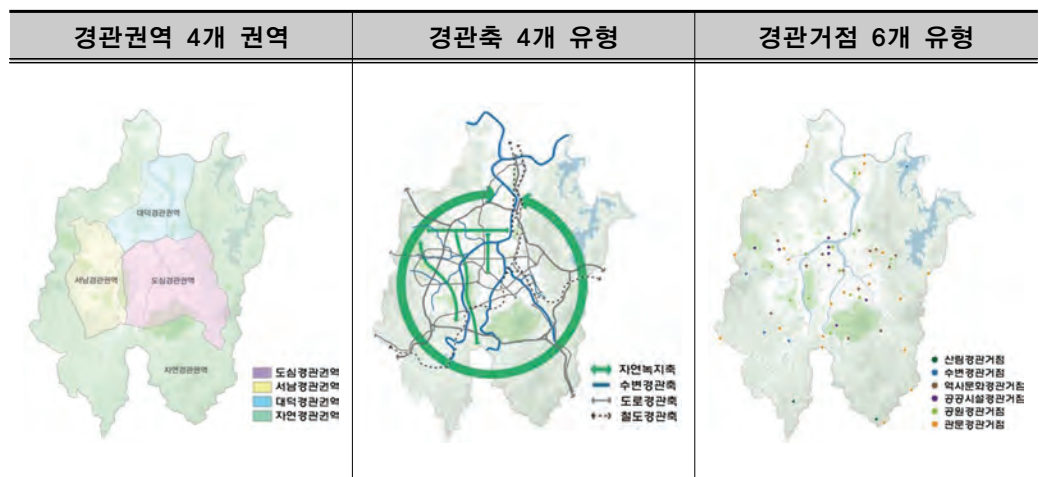 경관권역 4개 권역
경관축 4개 유형
경관거점 6개 유형
대덕경관권역
서남경관권역
도심경관권역
자연경관권역
도심경관권역
서남경관권역
대덕경관권역
자연경관권역
자연녹지축
수변경관축
도로경관축
철도경관축
산림경관거점
수변경관거점
역사문화경관거점
공공시설경관거점
공원경관거점
관문경관거점